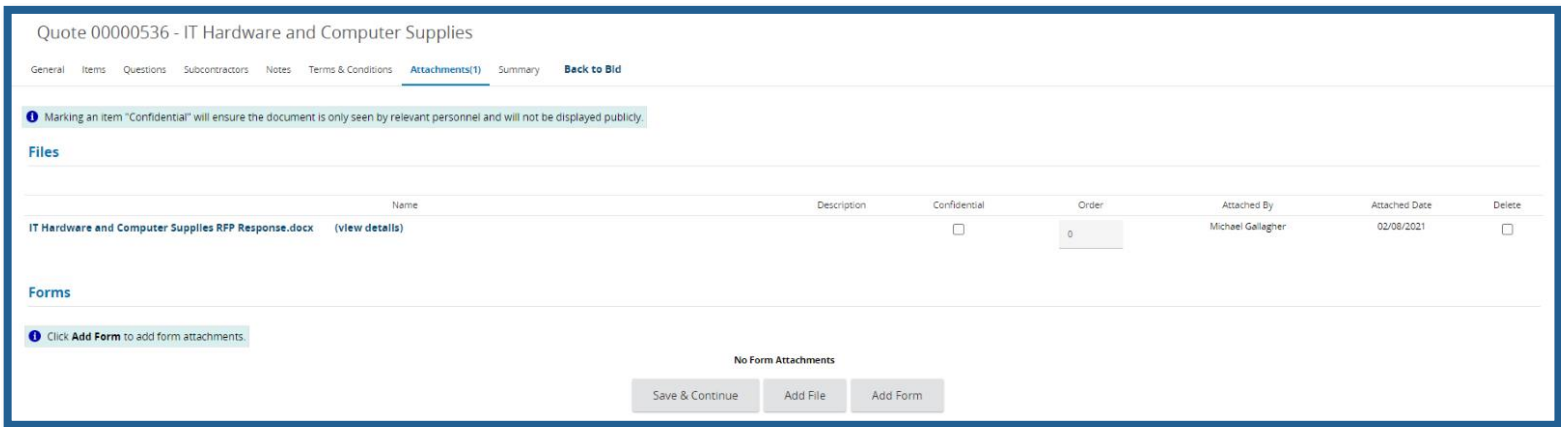 Quote 00000536 - IT Hardware and Computer Supplies
General Items Questions Subcontractors Notes Terms & Conditions Attachments(1) Summary Back to Bid
Marking an item "Confidential" will ensure the document is only seen by relevant personnel and will not be displayed publicly.
Files
Name Description Confidential Order Attached By Attached Date Delete
IT Hardware and Computer Supplies RFP Response.docx (view details) 0 Michael Gallagher 02/08/2021
Forms
Click Add Form to add form attachments.
No Form Attachments
Save & Continue Add File Add Form